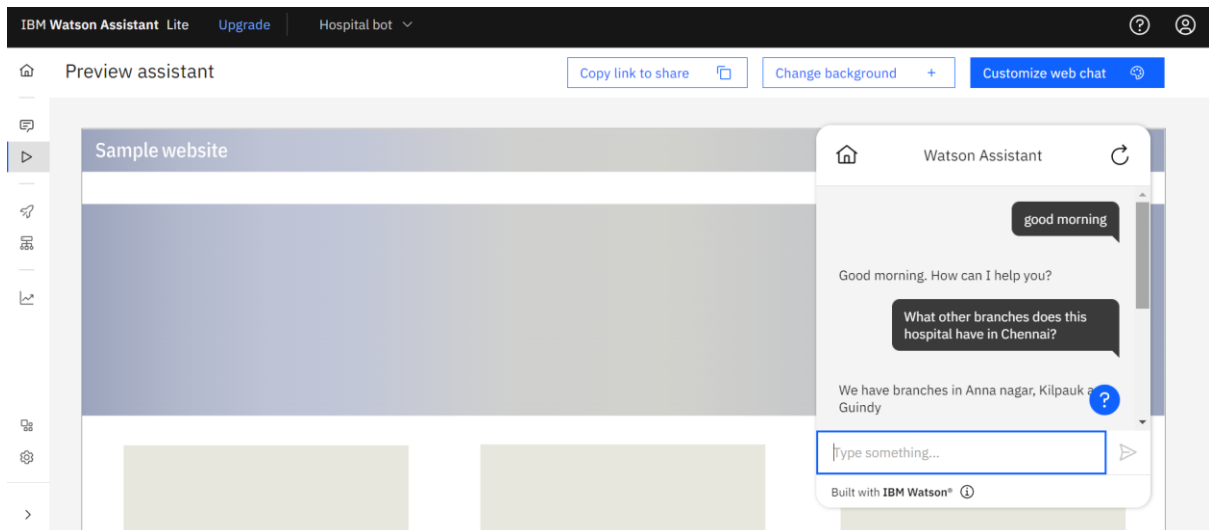 IBM Watson Assistant Lite Upgrade Hospital bot
Preview assistant Copy link to share Change background + Customize web chat
Sample website
Watson Assistant
good morning
Good morning. How can I help you?
What other branches does this
hospital have in Chennai?
We have branches in Anna nagar, Kilpauk
Guindy
?
Type something...
Built with IBM Watson®